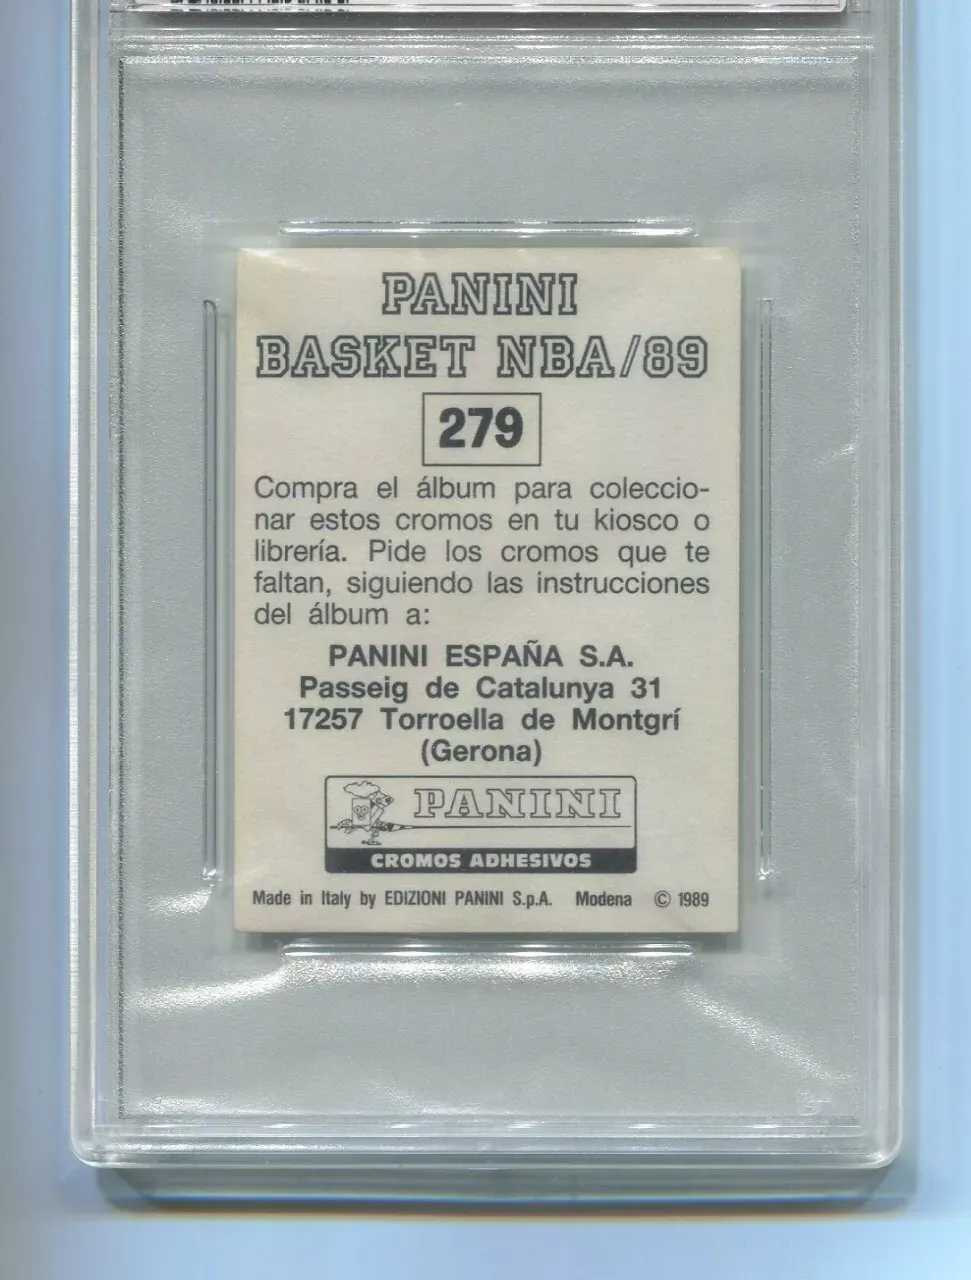 PANINI
BASKET NBA/89
279
Compra el álbum para coleccio-
nar estos cromos en tu kiosco o
librería. Pide los cromos que te
faltan, siguiendo las instrucciones
del álbum a:
PANINI ESPAÑA S.A.
Passeig de Catalunya 31
17257 Torroella de Montgrí
(Gerona)
PANINI
CROMOS ADHESIVOS
Made in Italy by EDIZIONI PANINI S.p.A. Modena © 1989